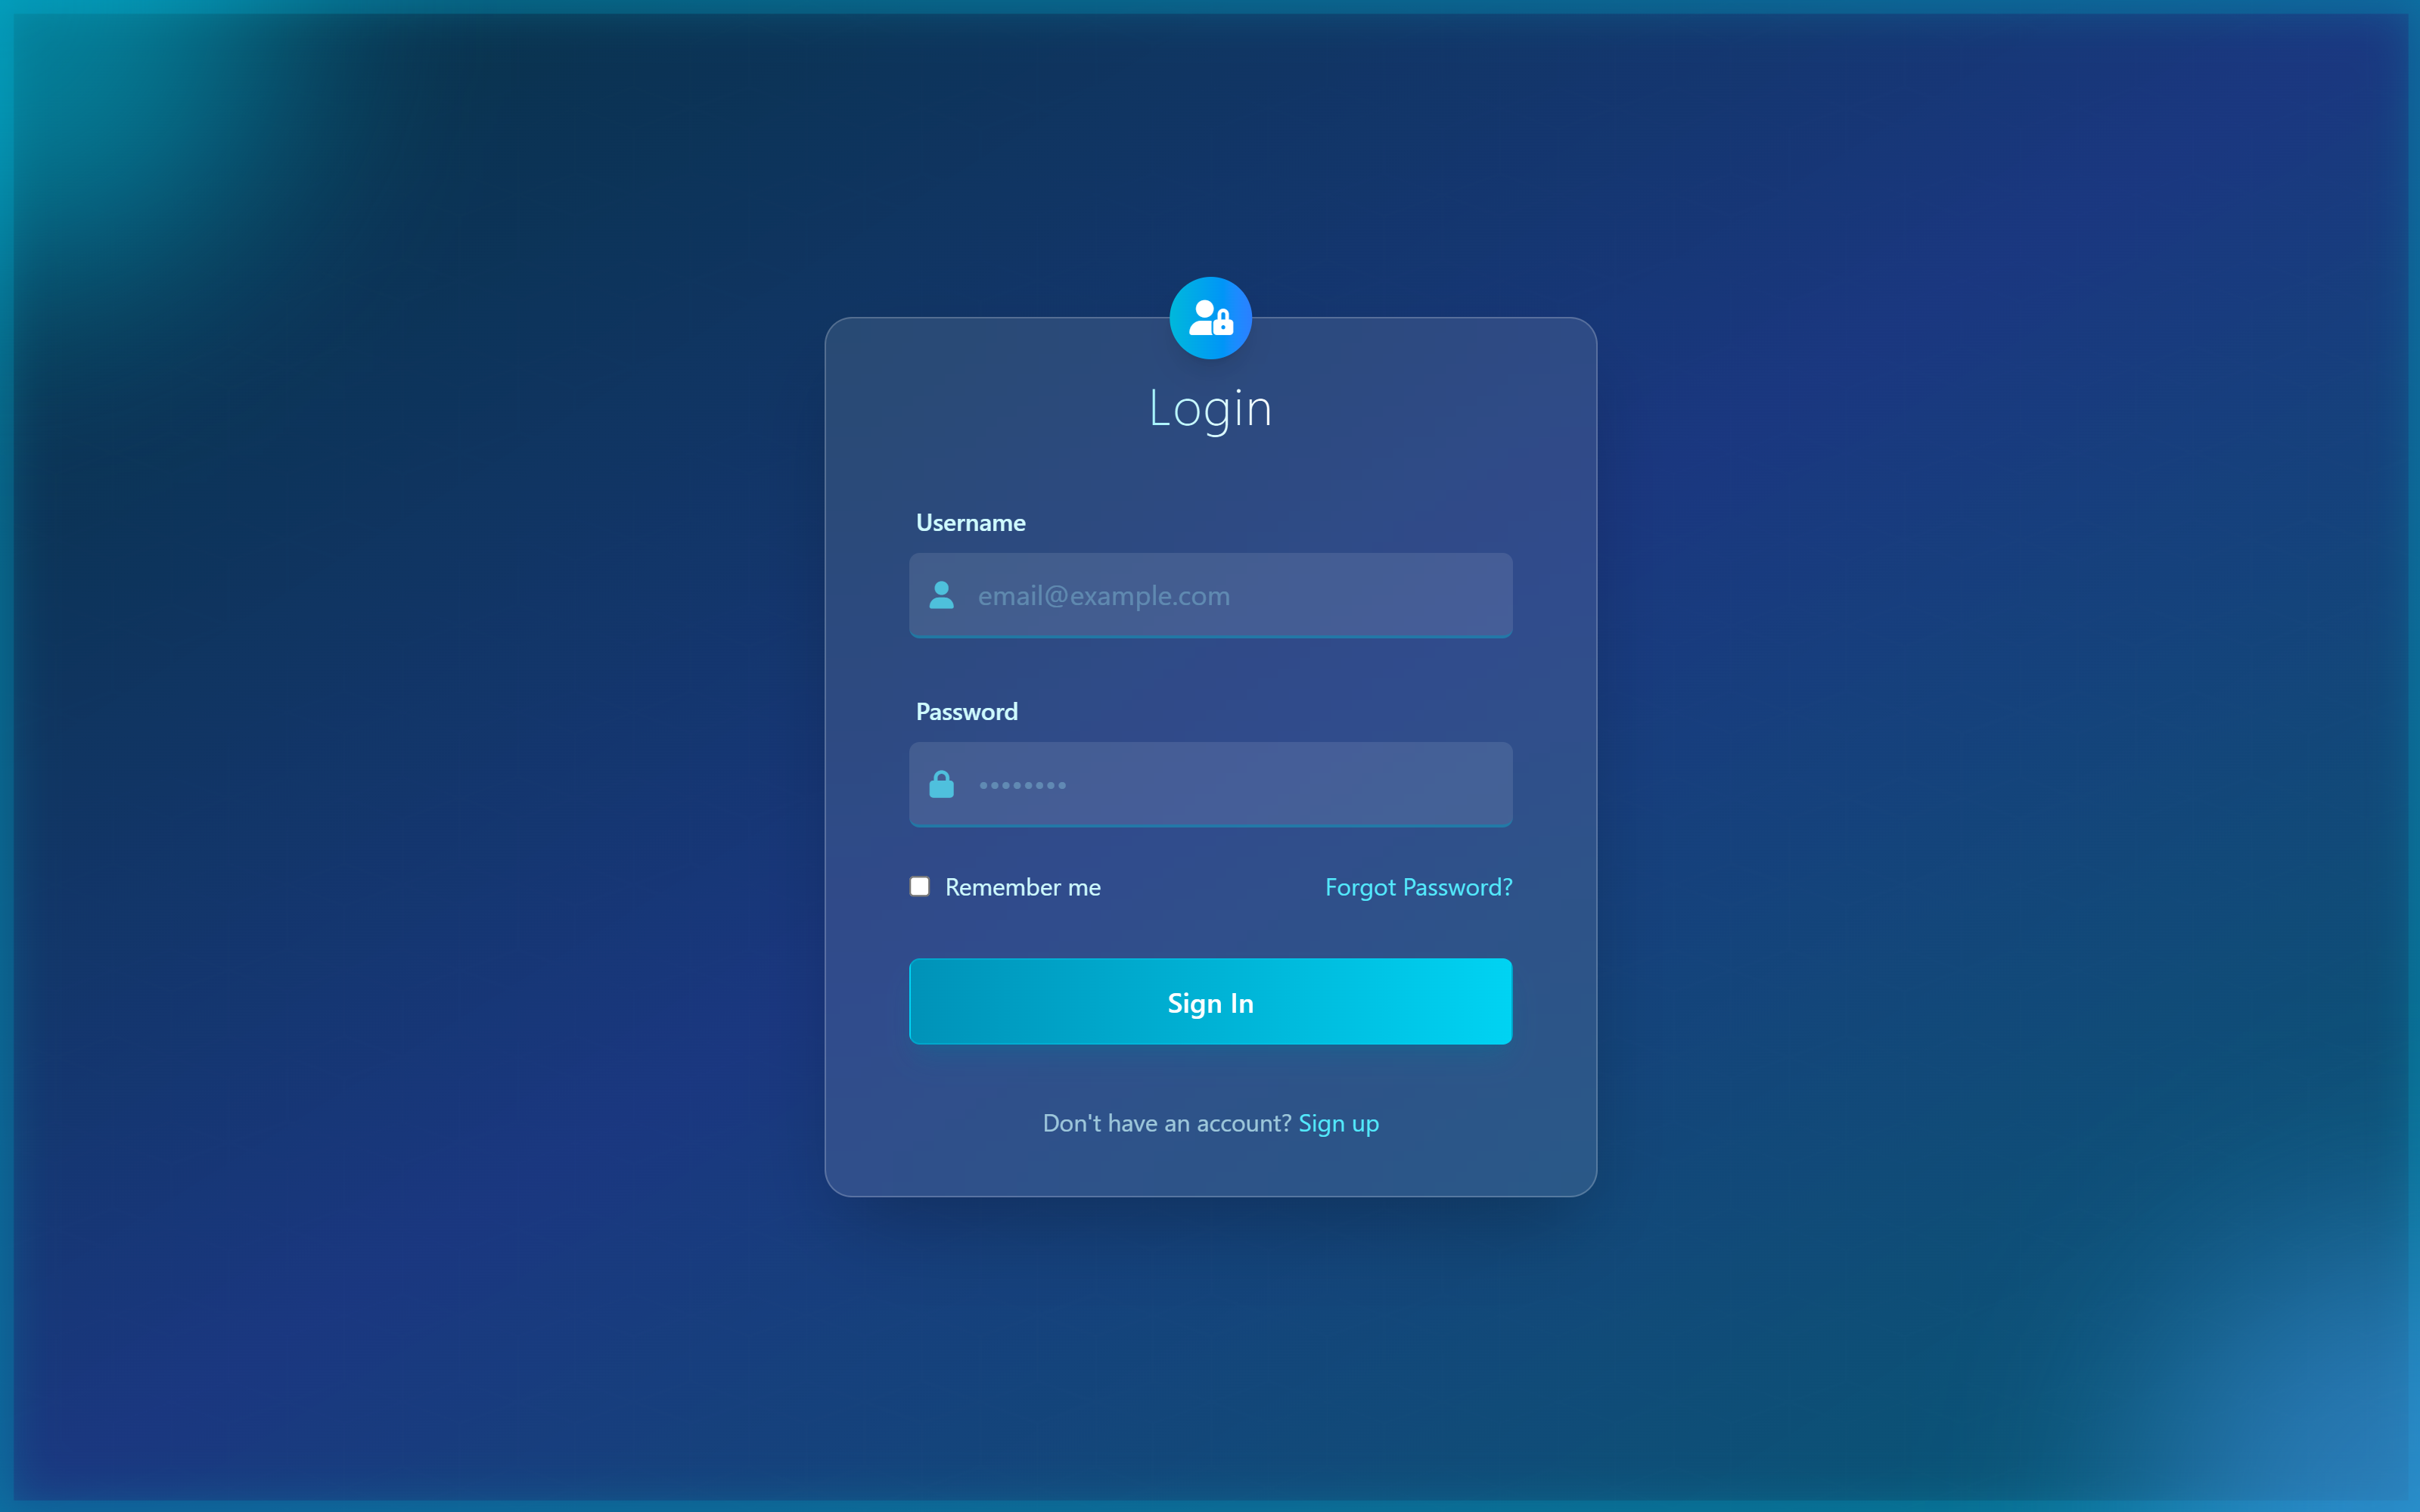 Login
Username
email@example.com
Password
••••••••
Remember me
Forgot Password?
Sign In
Don't have an account? Sign up